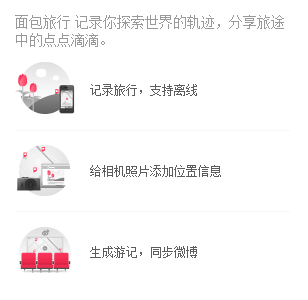 面包旅行 记录你探索世界的轨迹，分享旅途
中的点点滴滴。
记录旅行，支持离线
给相机照片添加位置信息
生成游记，同步微博